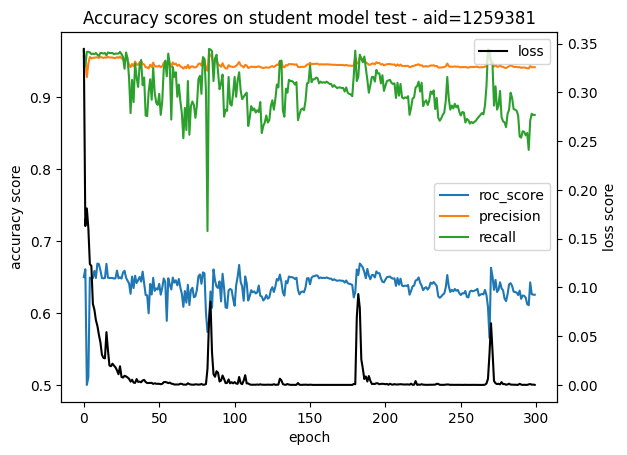 Accuracy scores on student model test - aid=1259381
loss
roc_score
precision
recall
accuracy score
0.9
0.8
0.7
0.6
0.5
loss score
0.35
0.30
0.25
0.20
0.15
0.10
0.05
0.00
0
50
100
150
200
250
300
epoch